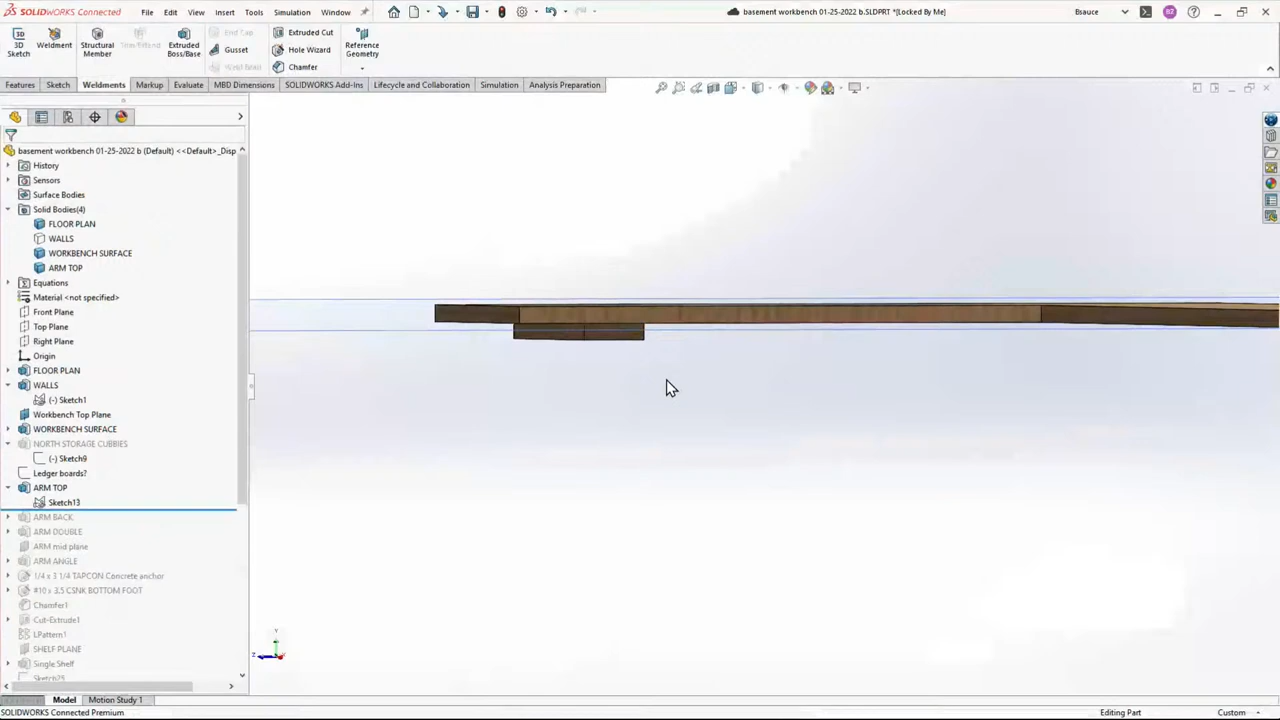 SOLIDWORKS Connected
File Edit View Insert Tools Simulation Window
basement workbench 01-25-2022 b.SLDPRT *[Locked By Me]
Bsauce
3D Sketch
Weldment
Structural Member
Trim/Extend
Extruded Boss/Base
End Cap
Gusset
Weld Bead
Extruded Cut
Hole Wizard
Chamfer
Reference Geometry
Features Sketch Weldments Markup Evaluate MBD Dimensions SOLIDWORKS Add-Ins Lifecycle and Collaboration Simulation Analysis Preparation
basement workbench 01-25-2022 b (Default) <<Default>_Disp
History
Sensors
Surface Bodies
Solid Bodies(4)
FLOOR PLAN
WALLS
WORKBENCH SURFACE
ARM TOP
Equations
Material <not specified>
Front Plane
Top Plane
Right Plane
Origin
FLOOR PLAN
WALLS
(-) Sketch1
Workbench Top Plane
WORKBENCH SURFACE
NORTH STORAGE CUBBIES
(-) Sketch9
Ledger boards?
ARM TOP
Sketch13
ARM BACK
ARM DOUBLE
ARM mid plane
ARM ANGLE
1/4 x 3 1/4 TAPCON Concrete anchor
#10 x 3.5 CSNK BOTTOM FOOT
Chamfer1
Cut-Extrude1
LPattern1
SHELF PLANE
Single Shelf
Y
Z
Model Motion Study 1
SOLIDWORKS Connected Premium
Editing Part
Custom